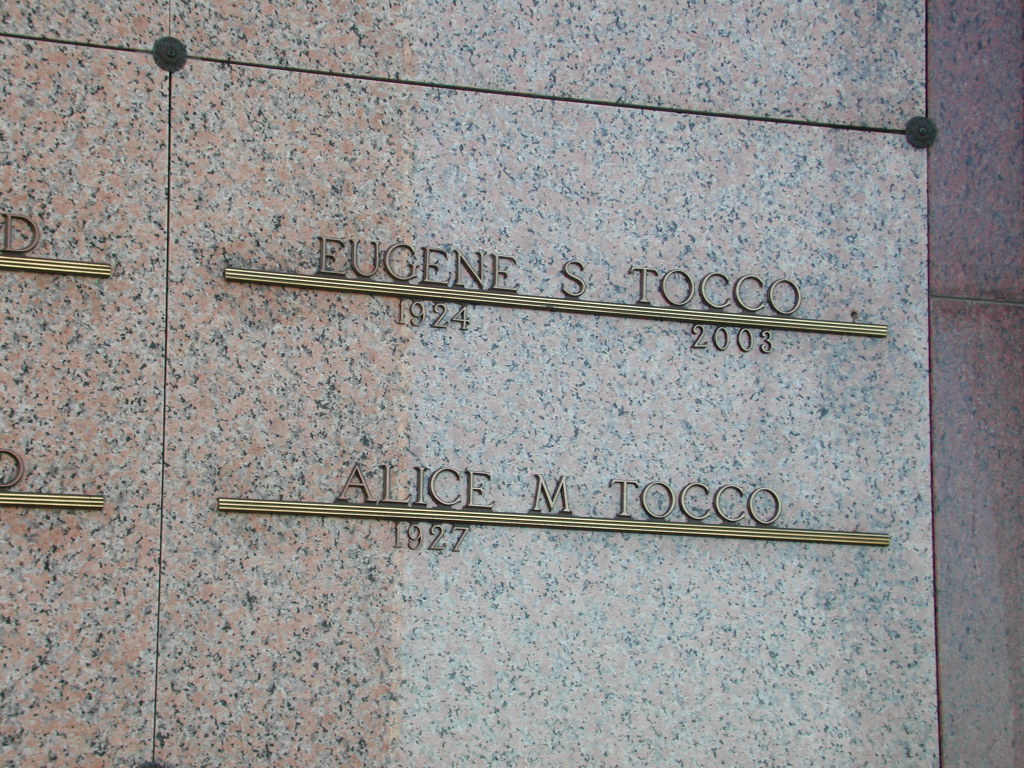 D
EUGENE S TOCCO
1924 2003
D
ALICE M TOCCO
1927